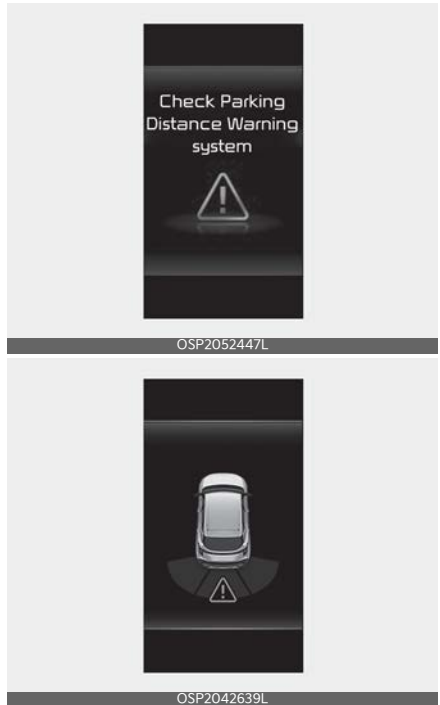 Check Parking
Distance Warning
system
OSP2052447L
OSP2042639L